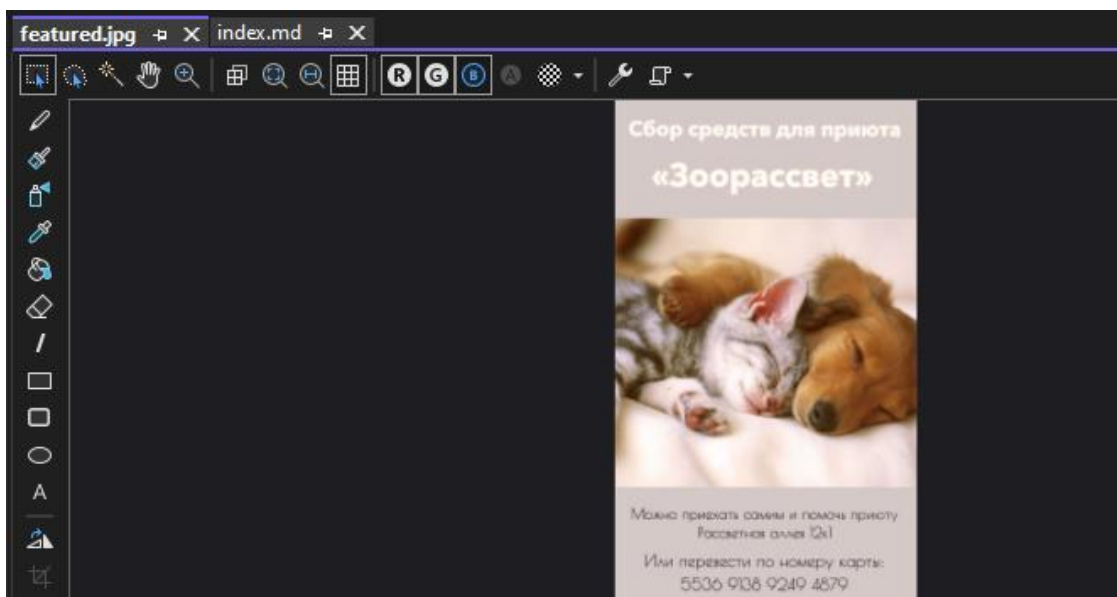 featured.jpg index.md
R G B A
A
Сбор средств для приюта
«Зоорассвет»
Можно приехать самим и помочь приюту
Рассветная аллея 12к1
Или перевести по номеру карты:
5536 9138 9249 4879